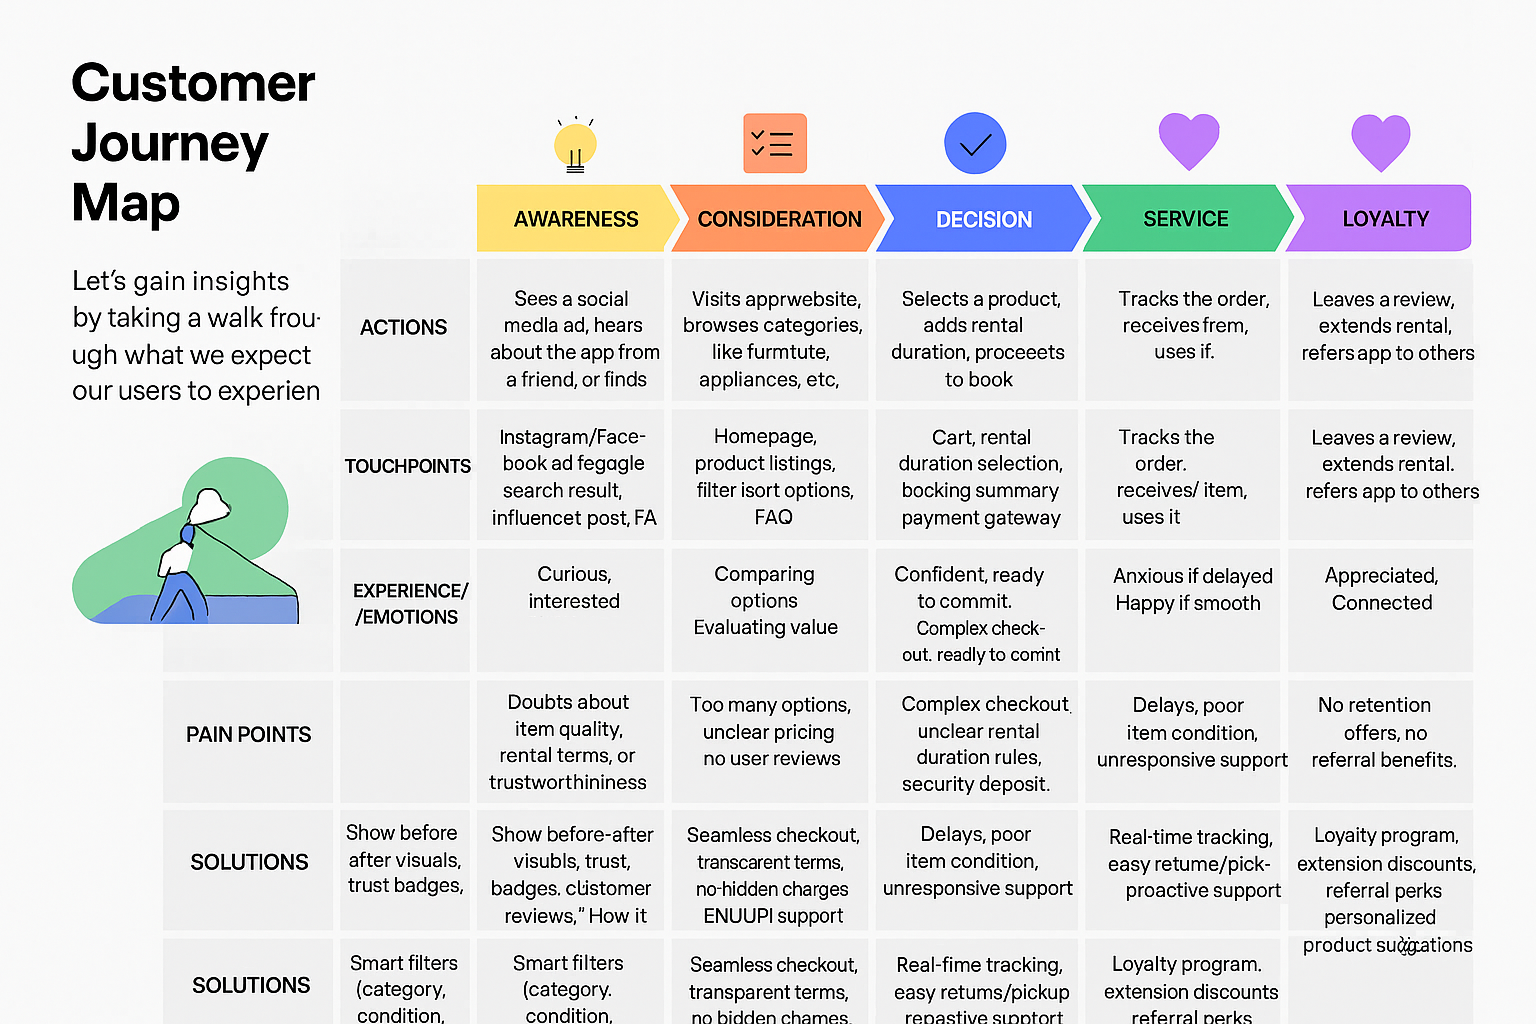 Customer
Journey
Map
Let's gain insights
by taking a walk frou-
ugh what we expect
our users to experien
AWARENESS
CONSIDERATION
DECISION
SERVICE
LOYALTY
ACTIONS
Sees a social
medla ad, hears
about the app from
a friend, or finds
Visits apprwebsite,
browses categories,
like furmtute,
appliances, etc,
Selects a product,
adds rental
duration, proceeets
to book
Tracks the order,
receives frem,
uses if.
Leaves a review,
extends rental,
refers app to others
TOUCHPOINTS
Instagram/Face-
book ad fegqgle
search result,
influencet post, FA
Homepage,
product listings,
filter isort options,
FAQ
Cart, rental
duration selection,
bocking summary
payment gateway
Tracks the
order.
receives/ item,
uses it
Leaves a review,
extends rental.
refers app to others
EXPERIENCE/
/EMOTIONS
Curious,
interested
Comparing
options
Evaluating value
Confident, ready
to commit.
Complex check-
out. readly to comint
Anxious if delayed
Happy if smooth
Appreciated,
Connected
PAIN POINTS
Doubts about
item quality,
rental terms, or
trustworthininess
Too many options,
unclear pricing
no user reviews
Complex checkout,
unclear rental
duration rules,
security deposit.
Delays, poor
item condition,
unresponsive support
No retention
offers, no
referral benefits.
SOLUTIONS
Show before
after visuals,
trust badges,
Show before-after
visubls, trust,
badges. customer
reviews,” How it
Seamless checkout,
transcarent terms,
no-hidden charges
ENUUPI support
Delays, poor
item condition,
unresponsive support
Real-time tracking,
easy retume/pick-
proactive support
Loyaity program,
extension discounts,
referral perks
personalized
product
SOLUTIONS
Smart filters
(category,
condition,
Smart filters
(category.
condition,
Seamless checkout,
transparent terms,
no bidden chames.
Real-fime tracking,
easy retums/pickup
repastive supptort
Loyalty program.
extension discounts
referral perks